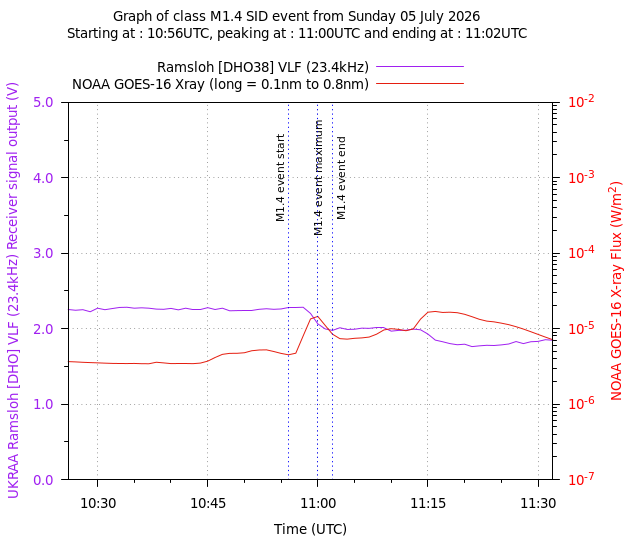 Graph of class M1.4 SID event from Sunday 05 July 2026
Starting at : 10:56UTC, peaking at : 11:00UTC and ending at : 11:02UTC
Ramsloh [DHO38] VLF (23.4kHz)
NOAA GOES-16 Xray (long = 0.1nm to 0.8nm)
UKRAA Ramsloh [DHO] VLF (23.4kHz) Receiver signal output (V)
5.0
4.0
3.0
2.0
1.0
0.0
M1.4 event start
M1.4 event maximum
M1.4 event end
10^-2
10^-3
10^-4
10^-5
10^-6
10^-7
NOAA GOES-16 X-ray Flux (W/m^2)
10:30
10:45
11:00
11:15
11:30
Time (UTC)